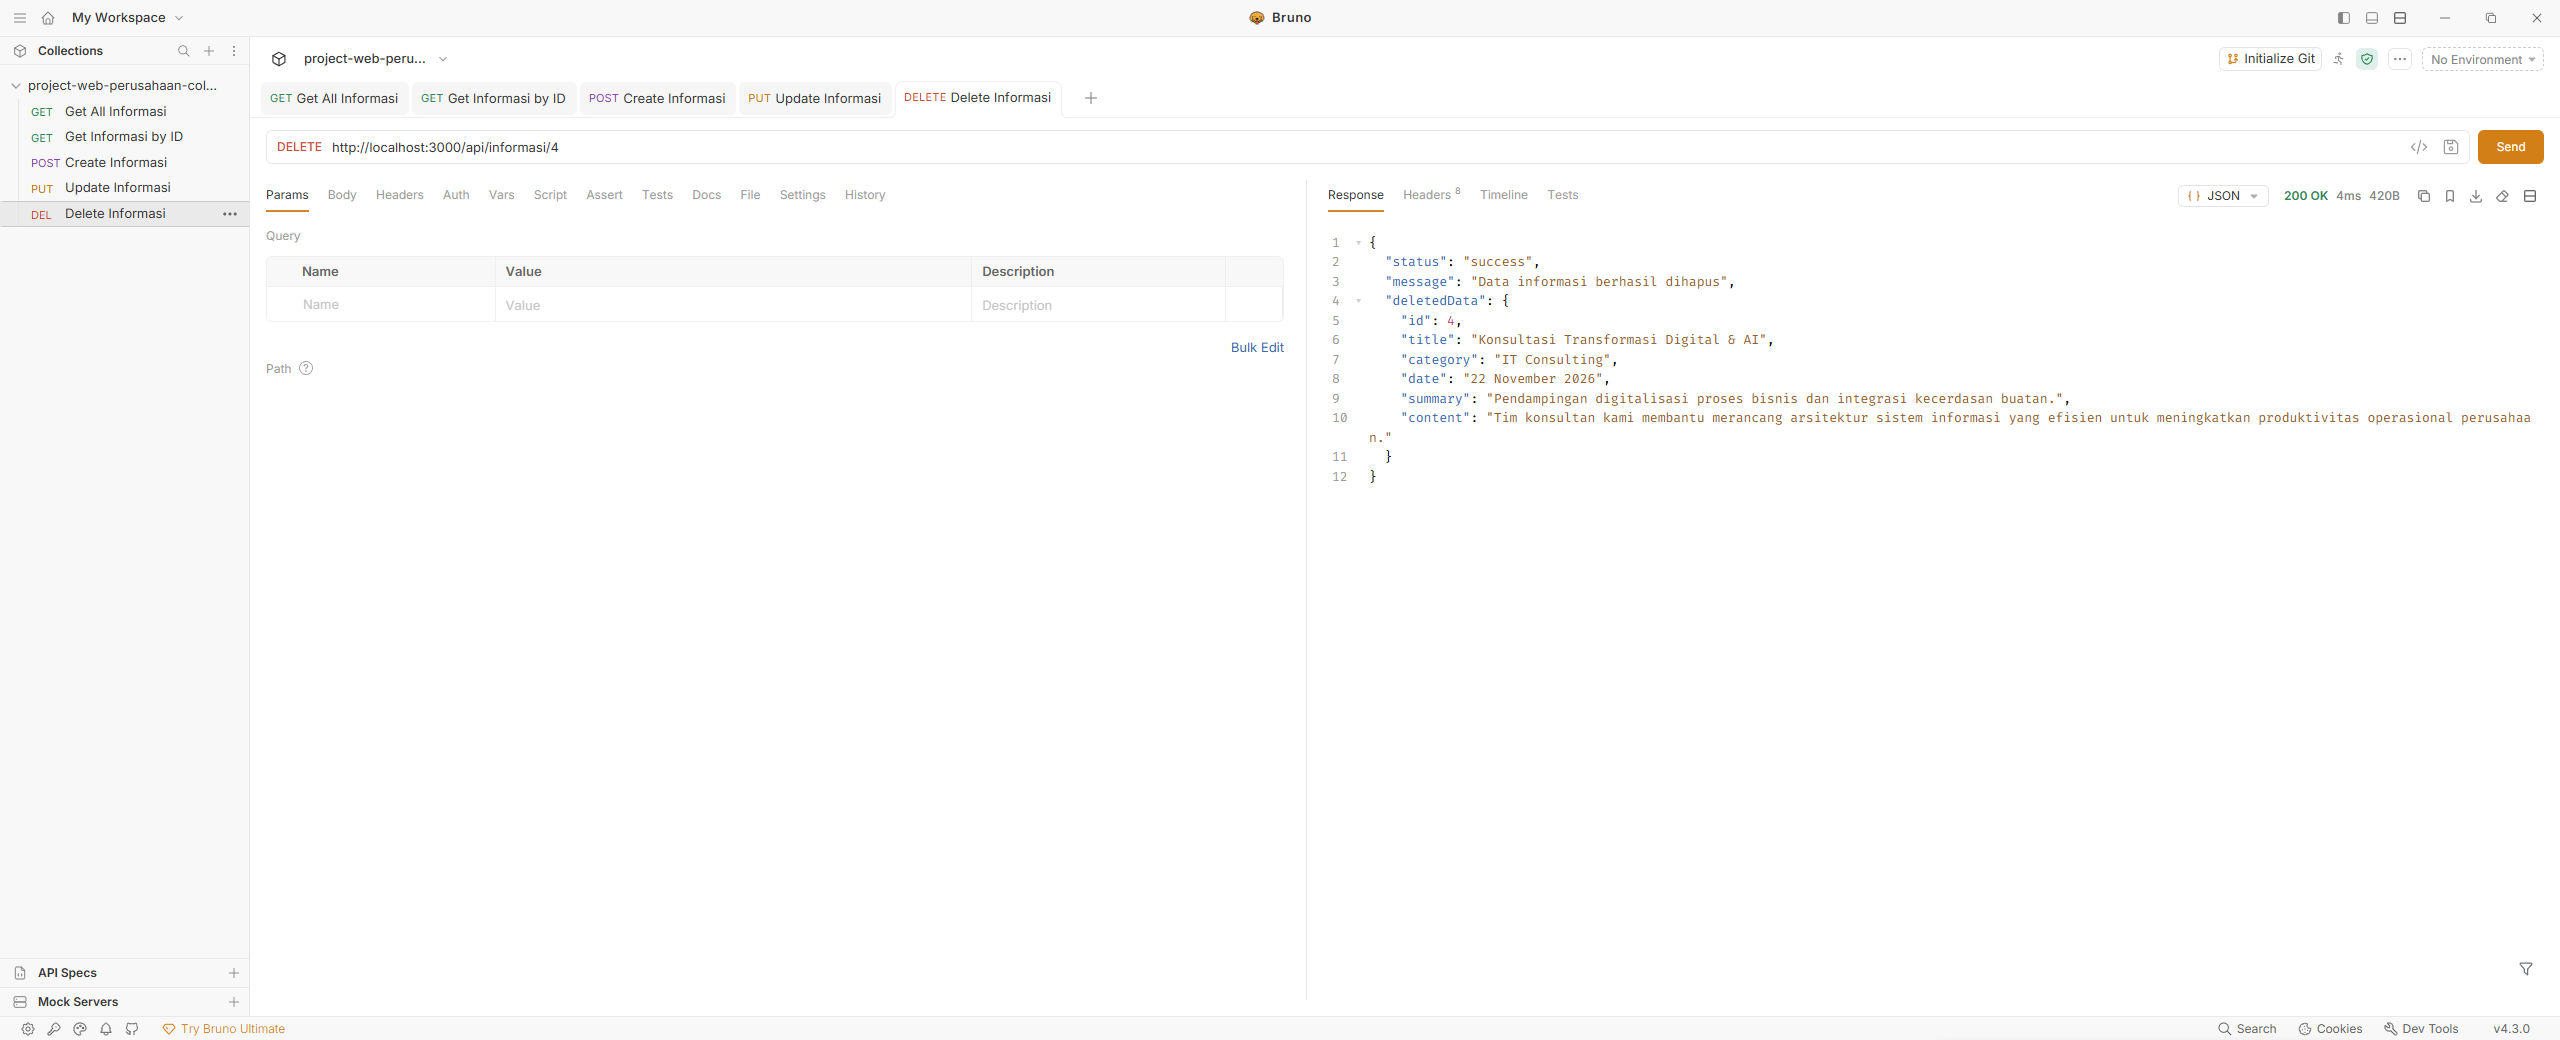 My Workspace
Bruno
Collections
project-web-perusahaan-col...
GET Get All Informasi
GET Get Informasi by ID
POST Create Informasi
PUT Update Informasi
DEL Delete Informasi
API Specs
Mock Servers
project-web-peru...
Initialize Git
No Environment
GET Get All Informasi
GET Get Informasi by ID
POST Create Informasi
PUT Update Informasi
DELETE Delete Informasi
DELETE http://localhost:3000/api/informasi/4
Send
Params Body Headers Auth Vars Script Assert Tests Docs File Settings History
Query
Name Value Description
Name Value Description
Bulk Edit
Path ?
Response Headers 8 Timeline Tests
{ } JSON
200 OK 4ms 420B
1 {
2 "status": "success",
3 "message": "Data informasi berhasil dihapus",
4 "deletedData": {
5 "id": 4,
6 "title": "Konsultasi Transformasi Digital & AI",
7 "category": "IT Consulting",
8 "date": "22 November 2026",
9 "summary": "Pendampingan digitalisasi proses bisnis dan integrasi kecerdasan buatan.",
10 "content": "Tim konsultan kami membantu merancang arsitektur sistem informasi yang efisien untuk meningkatkan produktivitas operasional perusahaa
n."
11 }
12 }
Try Bruno Ultimate
Search
Cookies
Dev Tools
v4.3.0